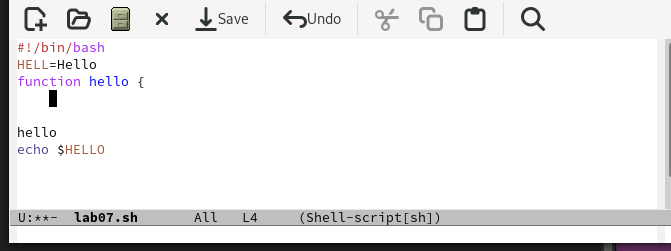 Save Undo
#!/bin/bash
HELL=Hello
function hello {
hello
echo $HELLO
U:**- lab07.sh All L4 (Shell-script[sh])